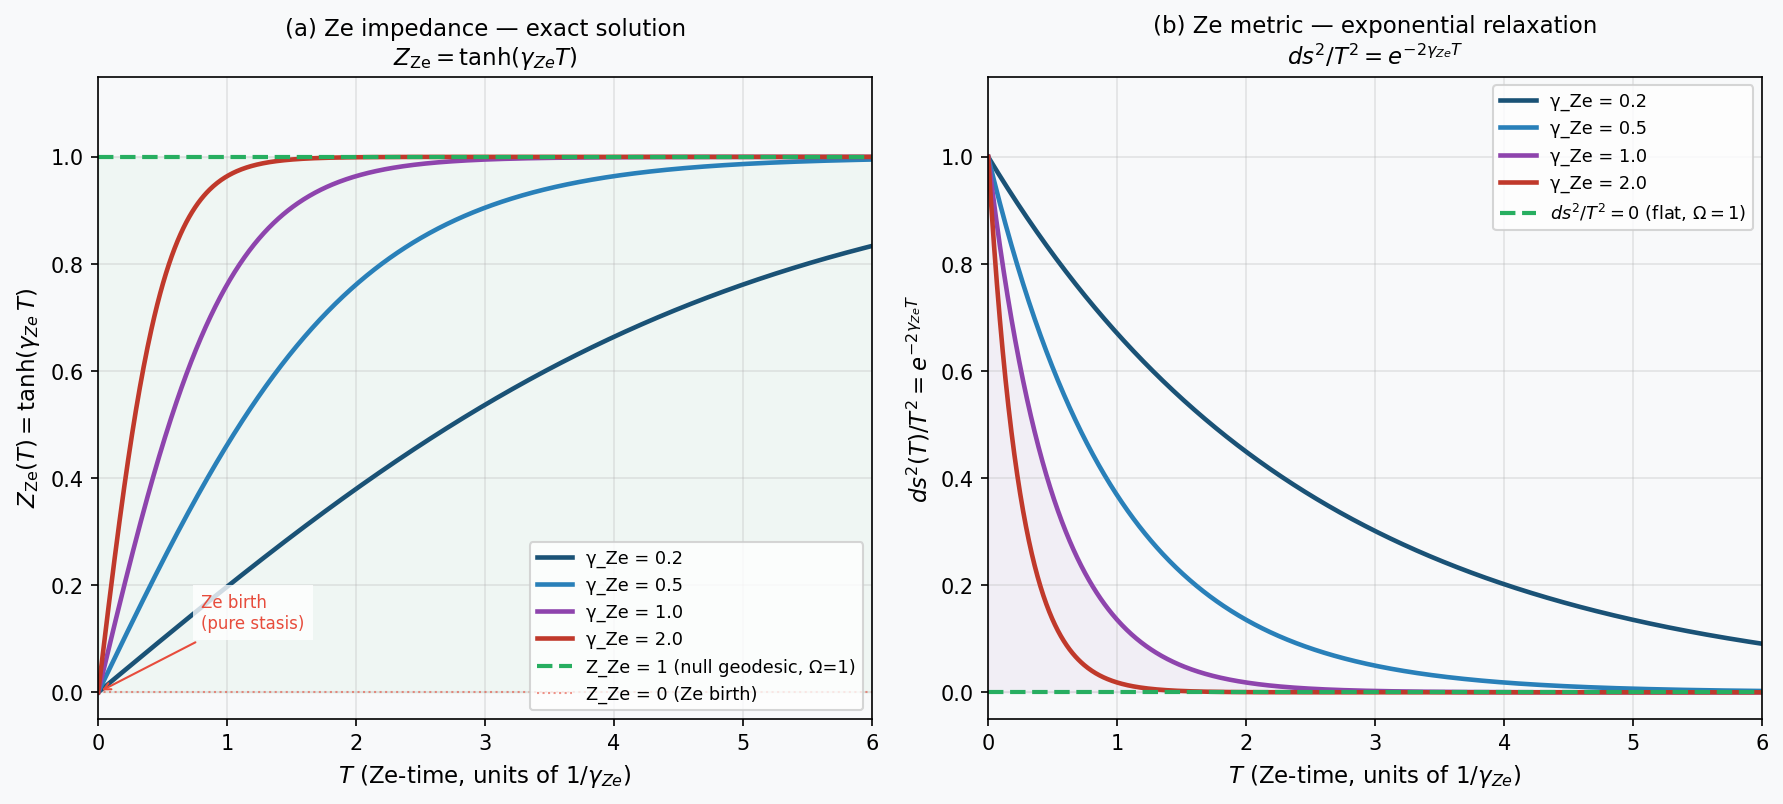 (a) Ze impedance — exact solution
Z_Ze = tanh(γ_Ze T)
Z_Ze(T) = tanh(γ_Ze T)
1.0
0.8
0.6
0.4
0.2
0.0
Ze birth
(pure stasis)
γ_Ze = 0.2
γ_Ze = 0.5
γ_Ze = 1.0
γ_Ze = 2.0
Z_Ze = 1 (null geodesic, Ω=1)
Z_Ze = 0 (Ze birth)
0 1 2 3 4 5 6
T (Ze-time, units of 1/γ_Ze)
(b) Ze metric — exponential relaxation
ds²/T² = e^{−2γ_Ze T}
ds²(T)/T² = e^{−2γ_Ze T}
1.0
0.8
0.6
0.4
0.2
0.0
γ_Ze = 0.2
γ_Ze = 0.5
γ_Ze = 1.0
γ_Ze = 2.0
ds²/T² = 0 (flat, Ω = 1)
0 1 2 3 4 5 6
T (Ze-time, units of 1/γ_Ze)